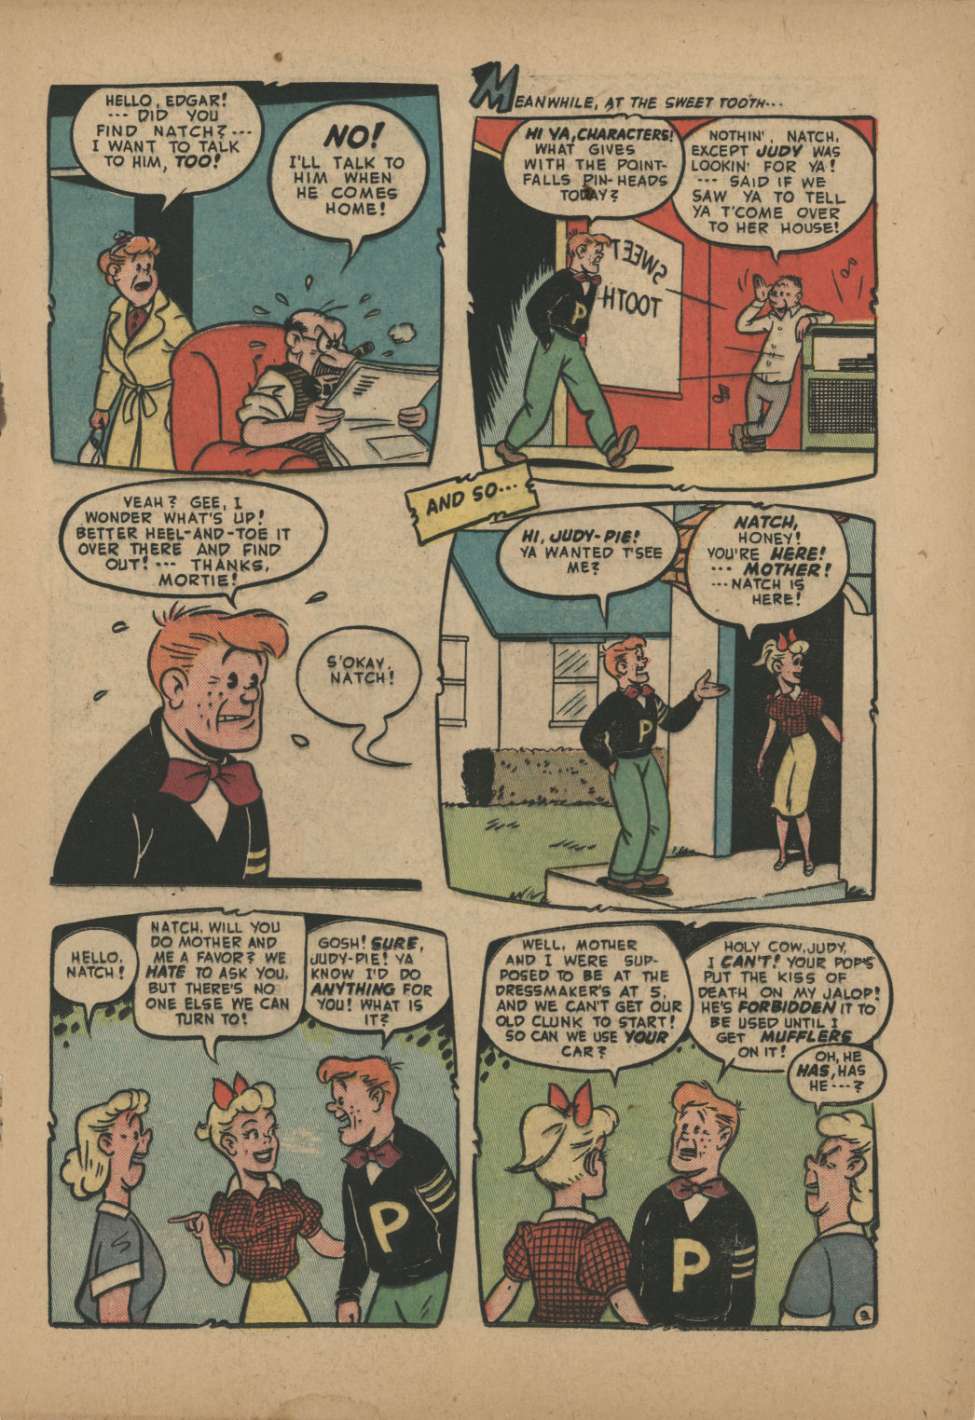 HELLO, EDGAR!
--- DID YOU
FIND NATCH? ---
I WANT TO TALK
TO HIM, TOO!
NO!
I'LL TALK TO
HIM WHEN
HE COMES
HOME!
MEANWHILE, AT THE SWEET TOOTH---
HI YA, CHARACTERS!
WHAT GIVES
WITH THE POINT-
FALLS PIN-HEADS
TODAY?
NOTHIN', NATCH,
EXCEPT JUDY WAS
LOOKIN' FOR YA!
--- SAID IF WE
SAW YA TO TELL
YA T'COME OVER
TO HER HOUSE!
SWEET
TOOTH
P
YEAH? GEE, I
WONDER WHAT'S UP!
BETTER HEEL-AND-TOE IT
OVER THERE AND FIND
OUT! --- THANKS,
MORTIE!
S'OKAY,
NATCH!
AND SO---
HI, JUDY-PIE!
YA WANTED T'SEE
ME?
NATCH,
HONEY!
YOU'RE HERE!
--- MOTHER!
---NATCH IS
HERE!
P
HELLO,
NATCH!
NATCH, WILL YOU
DO MOTHER AND
ME A FAVOR? WE
HATE TO ASK YOU,
BUT THERE'S NO
ONE ELSE WE CAN
TURN TO!
GOSH! SURE,
JUDY-PIE! YA
KNOW I'D DO
ANYTHING FOR
YOU! WHAT IS
IT?
P
WELL, MOTHER
AND I WERE SUP-
POSED TO BE AT THE
DRESSMAKER'S AT 5,
AND WE CAN'T GET OUR
OLD CLUNK TO START!
SO CAN WE USE YOUR
CAR?
HOLY COW, JUDY,
I CAN'T! YOUR POP'S
PUT THE KISS OF
DEATH ON MY JALOP!
HE'S FORBIDDEN IT TO
BE USED UNTIL I
GET MUFFLERS
ON IT!
OH, HE
HAS, HAS
HE---?
P